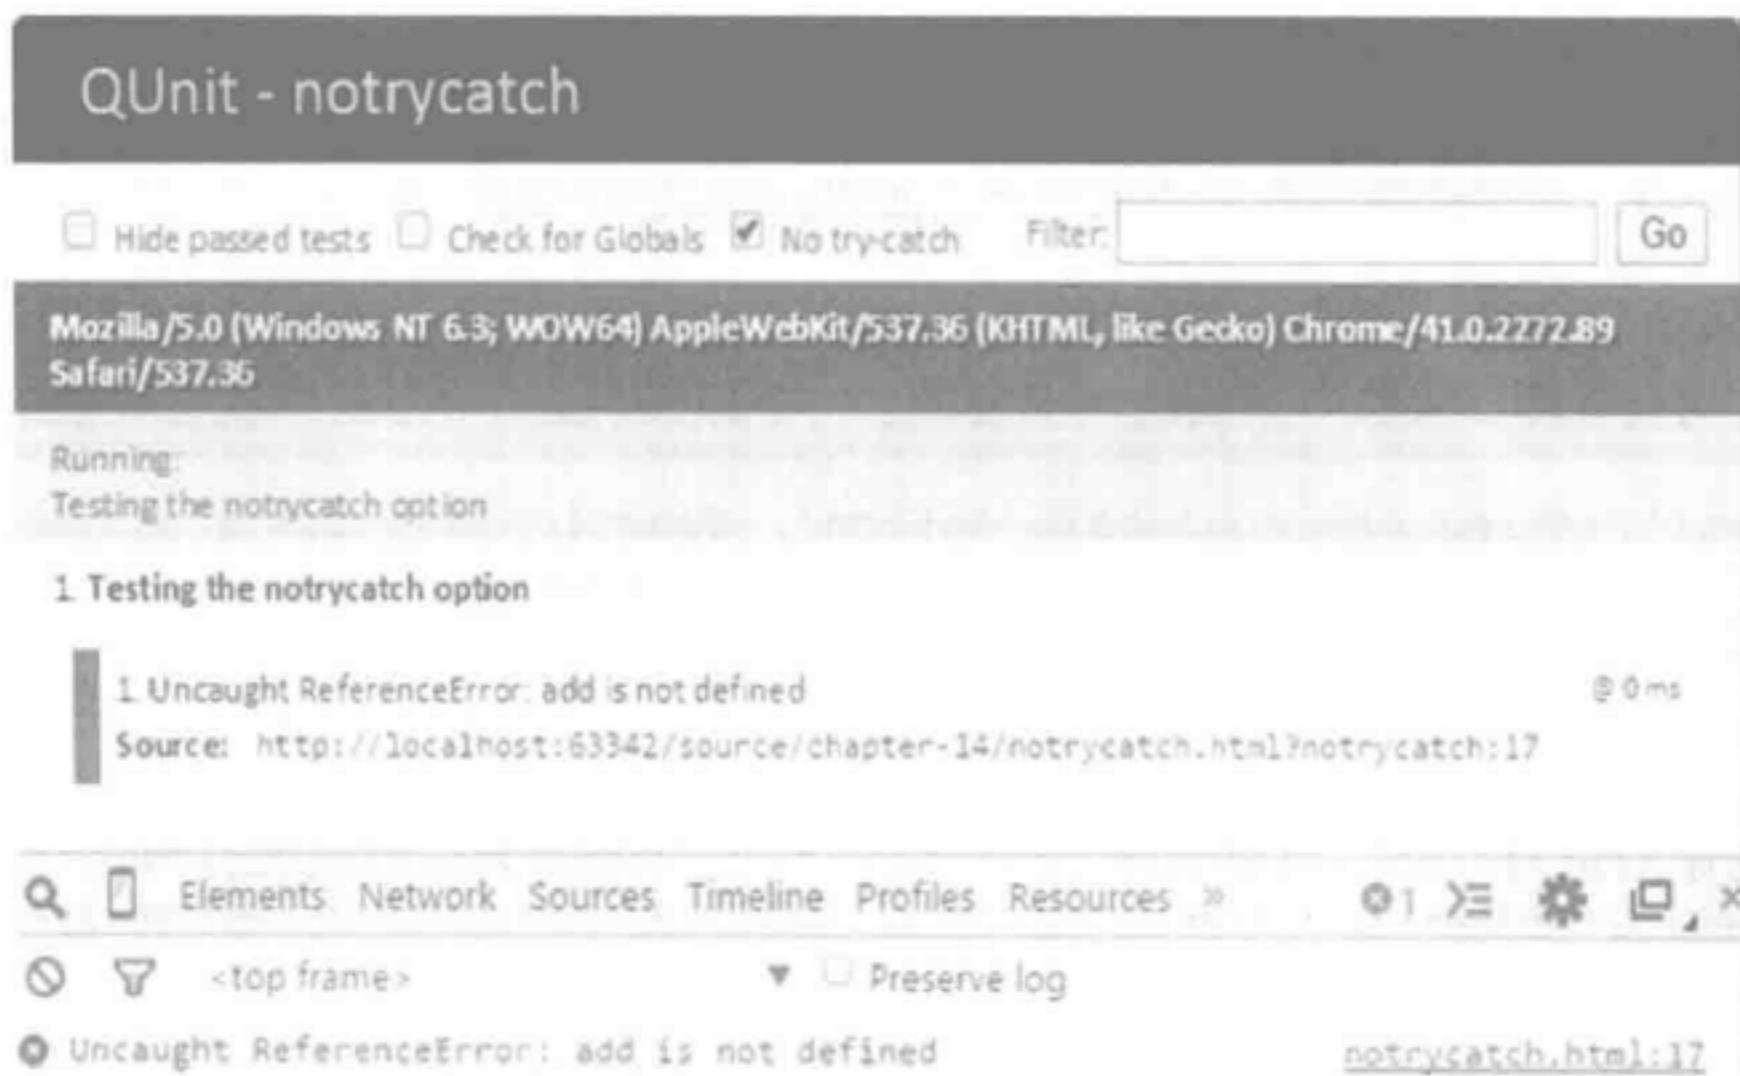 QUnit - notrycatch
Hide passed tests Check for Globals No try-catch Filter: Go
Mozilla/5.0 (Windows NT 6.3; WOW64) AppleWebKit/537.36 (KHTML, like Gecko) Chrome/41.0.2272.89
Safari/537.36
Running:
Testing the notrycatch option
1. Testing the notrycatch option
1. Uncaught ReferenceError: add is not defined @ 0 ms
Source: http://localhost:63342/source/chapter-14/notrycatch.html?notrycatch:17
Elements Network Sources Timeline Profiles Resources » 1
<top frame> Preserve log
Uncaught ReferenceError: add is not defined notrycatch.html:17